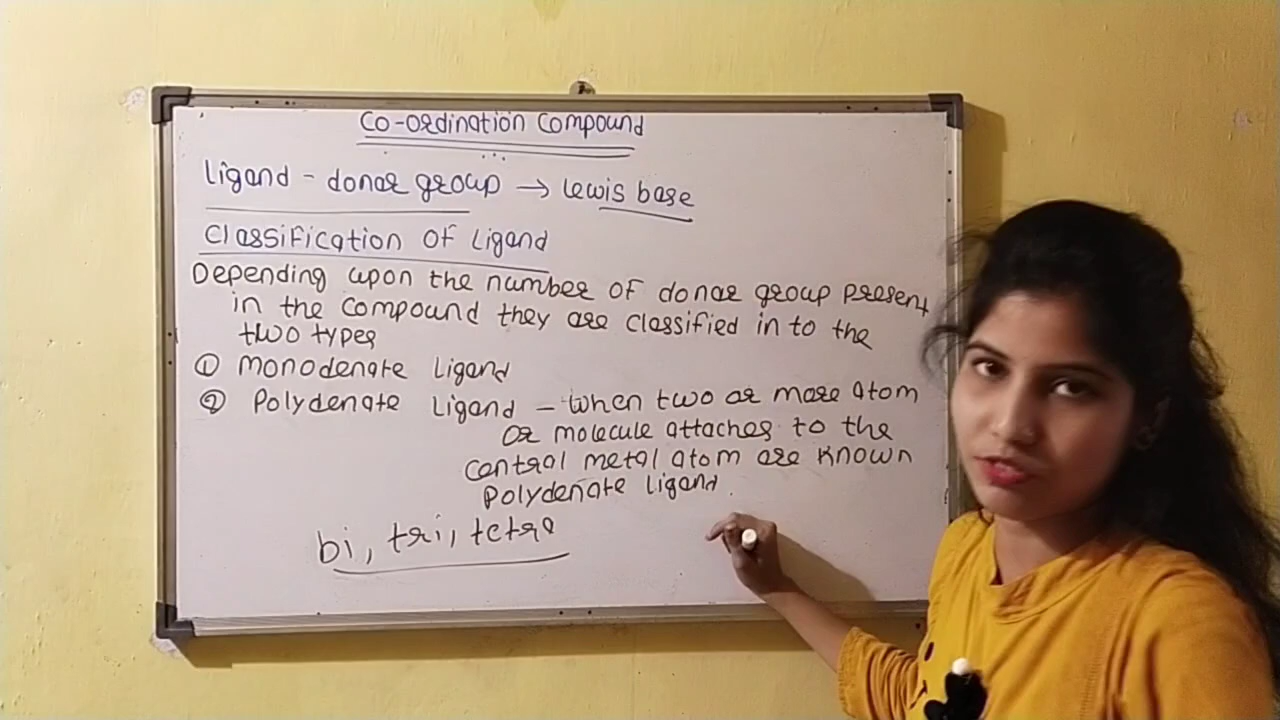 Co-ordination Compound
Ligand - donar group → Lewis base
Classification Of Ligand
Depending upon the number OF donar group present
in the compound they are classified in to the
two types
① Monodenate Ligand
② Polydenate Ligand - When two or more atom
Or molecule attaches to the
central metal atom are known
Polydenate Ligand.
bi, tri, tetra